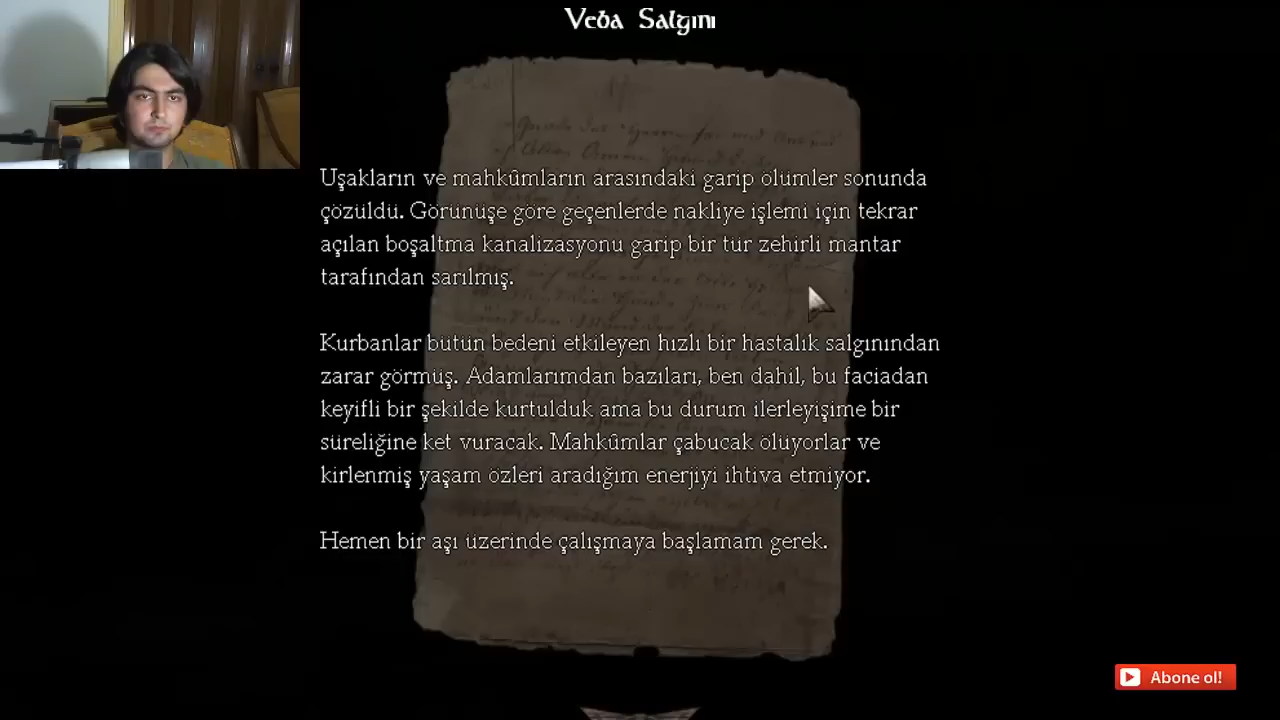 Veba Salgını
Uşakların ve mahkûmların arasındaki garip ölümler sonunda
çözüldü. Görünüşe göre geçenlerde nakliye işlemi için tekrar
açılan boşaltma kanalizasyonu garip bir tür zehirli mantar
tarafından sarılmış.
Kurbanlar bütün bedeni etkileyen hızlı bir hastalık salgınından
zarar görmüş. Adamlarımdan bazıları, ben dahil, bu faciadan
keyifli bir şekilde kurtulduk ama bu durum ilerleyişime bir
süreliğine ket vuracak. Mahkûmlar çabucak ölüyorlar ve
kirlenmiş yaşam özleri aradığım enerjiyi ihtiva etmiyor.
Hemen bir aşı üzerinde çalışmaya başlamam gerek.
Abone ol!